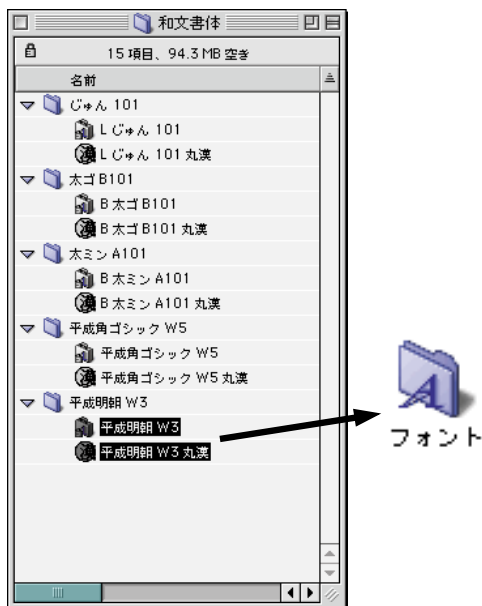 和文書体
15 項目、94.3 MB 空き
名前
じゅん 101
L じゅん 101
L じゅん 101 丸漢
太ゴ B101
B 太ゴ B101
B 太ゴ B101 丸漢
太ミン A101
B 太ミン A101
B 太ミン A101 丸漢
平成角ゴシック W5
平成角ゴシック W5
平成角ゴシック W5 丸漢
平成明朝 W3
平成明朝 W3
平成明朝 W3 丸漢
フォント